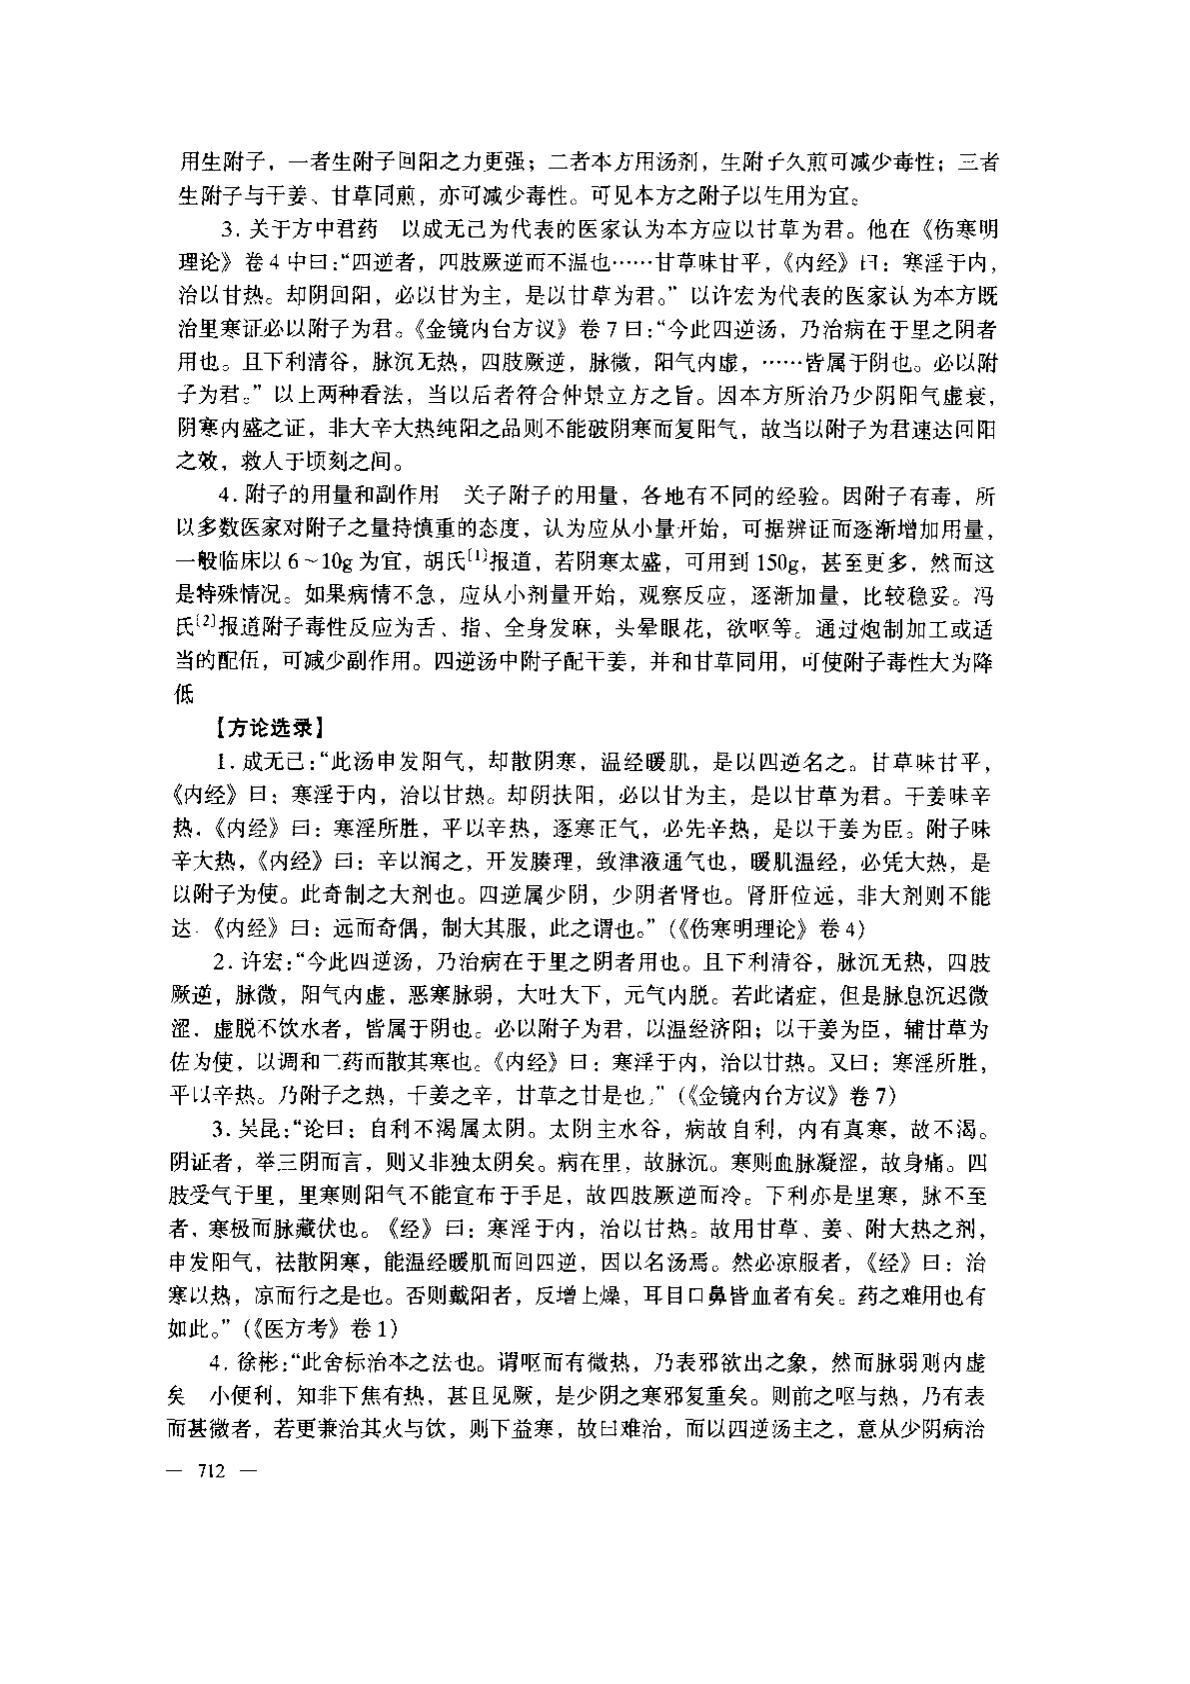 用生附子，一者生附子回阳之力更强；二者本方用汤剂，生附子久煎可减少毒性；三者
生附子与干姜、甘草同煎，亦可减少毒性。可见本方之附子以生用为宜。
3. 关于方中君药　以成无己为代表的医家认为本方应以甘草为君。他在《伤寒明
理论》卷 4 中曰：“四逆者，四肢厥逆而不温也……甘草味甘平，《内经》曰：寒淫于内，
治以甘热。却阴回阳，必以甘为主，是以甘草为君。”以许宏为代表的医家认为本方既
治里寒证必以附子为君。《金镜内台方议》卷 7 曰：“今此四逆汤，乃治病在于里之阴者
用也。且下利清谷，脉沉无热，四肢厥逆，脉微，阳气内虚，……皆属于阴也。必以附
子为君。”以上两种看法，当以后者符合仲景立方之旨。因本方所治乃少阴阳气虚衰，
阴寒内盛之证，非大辛大热纯阳之品则不能破阴寒而复阳气，故当以附子为君速达回阳
之效，救人于顷刻之间。
4. 附子的用量和副作用　关于附子的用量，各地有不同的经验。因附子有毒，所
以多数医家对附子之量持慎重的态度，认为应从小量开始，可据辨证而逐渐增加用量，
一般临床以 6～10g 为宜，胡氏[1]报道，若阴寒太盛，可用到 150g，甚至更多，然而这
是特殊情况。如果病情不急，应从小剂量开始，观察反应，逐渐加量，比较稳妥。冯
氏[2]报道附子毒性反应为舌、指、全身发麻，头晕眼花，欲呕等。通过炮制加工或适
当的配伍，可减少副作用。四逆汤中附子配干姜，并和甘草同用，可使附子毒性大为降
低
【方论选录】
1. 成无己：“此汤申发阳气，却散阴寒，温经暖肌，是以四逆名之。甘草味甘平，
《内经》曰：寒淫于内，治以甘热。却阴扶阳，必以甘为主，是以甘草为君。干姜味辛
热，《内经》曰：寒淫所胜，平以辛热，逐寒正气，必先辛热，是以干姜为臣。附子味
辛大热，《内经》曰：辛以润之，开发腠理，致津液通气也，暖肌温经，必凭大热，是
以附子为使。此奇制之大剂也。四逆属少阴，少阴者肾也。肾肝位远，非大剂则不能
达．《内经》曰：远而奇偶，制大其服，此之谓也。”（《伤寒明理论》卷 4）
2. 许宏：“今此四逆汤，乃治病在于里之阴者用也。且下利清谷，脉沉无热，四肢
厥逆，脉微，阳气内虚，恶寒脉弱，大吐大下，元气内脱。若此诸症，但是脉息沉迟微
涩，虚脱不饮水者，皆属于阴也。必以附子为君，以温经济阳；以干姜为臣，辅甘草为
佐为使，以调和二药而散其寒也。《内经》曰：寒淫于内，治以甘热。又曰：寒淫所胜，
平以辛热。乃附子之热，干姜之辛，甘草之甘是也。”（《金镜内台方议》卷 7）
3. 吴昆：“论曰：自利不渴属太阴。太阴主水谷，病故自利，内有真寒，故不渴。
阴证者，举三阴而言，则又非独太阴矣。病在里，故脉沉。寒则血脉凝涩，故身痛。四
肢受气于里，里寒则阳气不能宣布于手足，故四肢厥逆而冷。下利亦是里寒，脉不至
者，寒极而脉藏伏也。《经》曰：寒淫于内，治以甘热。故用甘草、姜、附大热之剂，
申发阳气，祛散阴寒，能温经暖肌而回四逆，因以名汤焉。然必凉服者，《经》曰：治
寒以热，凉而行之是也。否则戴阳者，反增上燥，耳目口鼻皆血者有矣。药之难用也有
如此。”（《医方考》卷 1）
4. 徐彬：“此舍标治本之法也。谓呕而有微热，乃表邪欲出之象，然而脉弱则内虚
矣　小便利，知非下焦有热，甚且见厥，是少阴之寒邪复重矣。则前之呕与热，乃有表
而甚微者，若更兼治其火与饮，则下益寒，故曰难治，而以四逆汤主之，意从少阴病治
— 712 —